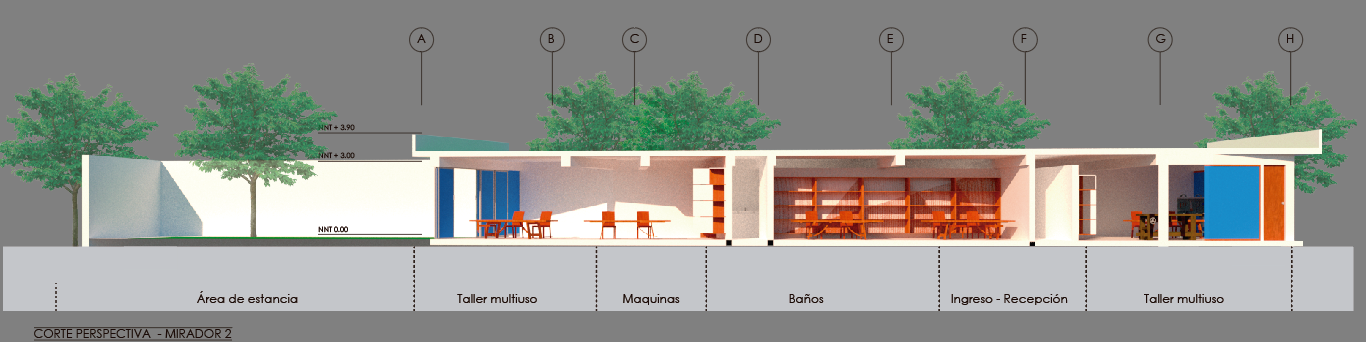 A B C D E F G H
NNT + 3.90
NNT + 3.00
NNT 0.00
Área de estancia Taller multiuso Maquinas Baños Ingreso - Recepción Taller multiuso
CORTE PERSPECTIVA - MIRADOR 2